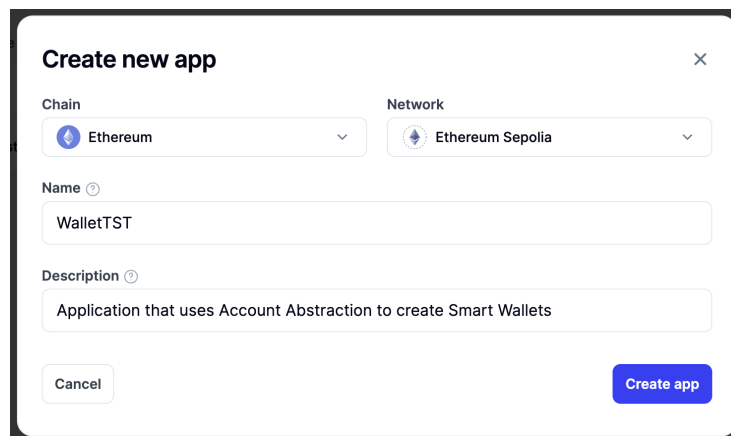 Create new app
Chain
Network
Ethereum
Ethereum Sepolia
Name
WalletTST
Description
Application that uses Account Abstraction to create Smart Wallets
Cancel
Create app